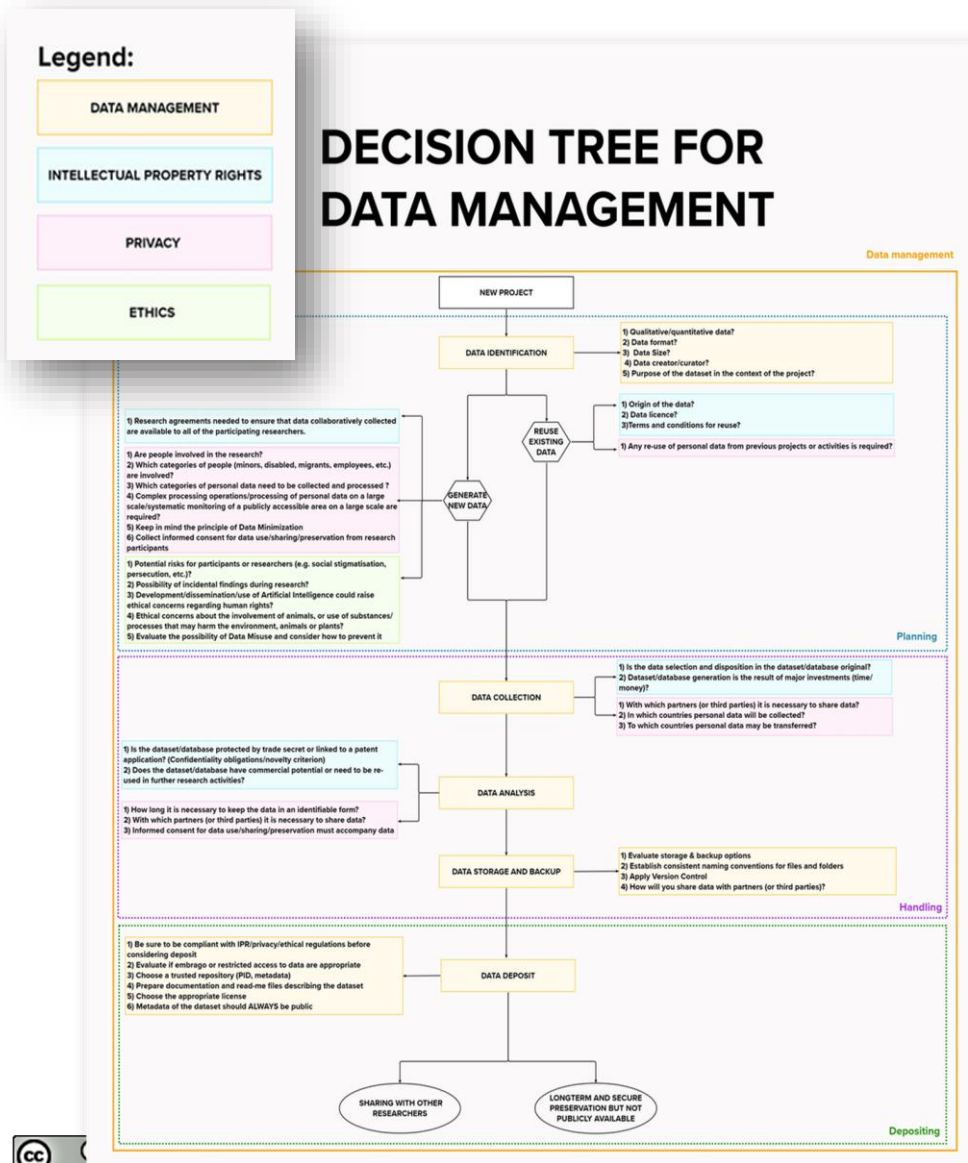 Legend:
DATA MANAGEMENT
INTELLECTUAL PROPERTY RIGHTS
PRIVACY
ETHICS
DECISION TREE FOR
DATA MANAGEMENT
Data management
NEW PROJECT
DATA IDENTIFICATION
1) Qualitative/quantitative data?
2) Data format?
3) Data Size?
4) Data creator/curator?
5) Purpose of the dataset in the context of the project?
1) Research agreements needed to ensure that data collaboratively collected
are available to all of the participating researchers.
REUSE
EXISTING
DATA
1) Origin of the data?
2) Data licence?
3)Terms and conditions for reuse?
1) Any re-use of personal data from previous projects or activities is required?
1) Are people involved in the research?
2) Which categories of people (minors, disabled, migrants, employees, etc.)
are involved?
3) Which categories of personal data need to be collected and processed ?
4) Complex processing operations/processing of personal data on a large
scale/systematic monitoring of a publicly accessible area on a large scale are
required?
5) Keep in mind the principle of Data Minimization
6) Collect informed consent for data use/sharing/preservation from research
participants
GENERATE
NEW DATA
1) Potential risks for participants or researchers (e.g. social stigmatisation,
persecution, etc.)?
2) Possibility of incidental findings during research?
3) Development/dissemination/use of Artificial Intelligence could raise
ethical concerns regarding human rights?
4) Ethical concerns about the involvement of animals, or use of substances/
processes that may harm the environment, animals or plants?
5) Evaluate the possibility of Data Misuse and consider how to prevent it
Planning
DATA COLLECTION
1) Is the data selection and disposition in the dataset/database original?
2) Dataset/database generation is the result of major investments (time/
money)?
1) With which partners (or third parties) it is necessary to share data?
2) In which countries personal data will be collected?
3) To which countries personal data may be transferred?
1) Is the dataset/database protected by trade secret or linked to a patent
application? (Confidentiality obligations/novelty criterion)
2) Does the dataset/database have commercial potential or need to be re-
used in further research activities?
DATA ANALYSIS
1) How long it is necessary to keep the data in an identifiable form?
2) With which partners (or third parties) it is necessary to share data?
3) Informed consent for data use/sharing/preservation must accompany data
DATA STORAGE AND BACKUP
1) Evaluate storage & backup options
2) Establish consistent naming conventions for files and folders
3) Apply Version Control
4) How will you share data with partners (or third parties)?
Handling
1) Be sure to be compliant with IPR/privacy/ethical regulations before
considering deposit
2) Evaluate if embrago or restricted access to data are appropriate
3) Choose a trusted repository (PID, metadata)
4) Prepare documentation and read-me files describing the dataset
5) Choose the appropriate license
6) Metadata of the dataset should ALWAYS be public
DATA DEPOSIT
SHARING WITH OTHER
RESEARCHERS
LONGTERM AND SECURE
PRESERVATION BUT NOT
PUBLICLY AVAILABLE
Depositing
cc